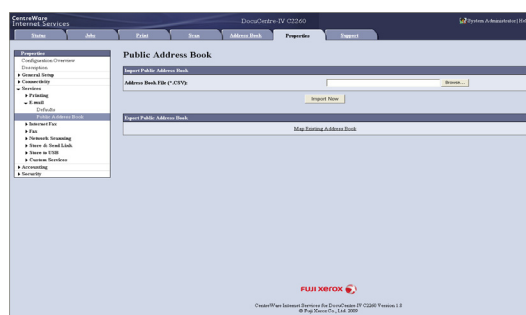 CentreWare
Internet Services
DocuCentre-IV C2260
System Administrator | Hel
Status
Jobs
Print
Scan
Address Book
Properties
Support
Properties
Configuration Overview
Description
General Setup
Connectivity
Services
Printing
E-mail
Defaults
Public Address Book
Internet Fax
Fax
Network Scanning
Store & Send Link
Store to USB
Custom Services
Accounting
Security
Public Address Book
Import Public Address Book
Address Book File (*.CSV):
Browse...
Import Now
Export Public Address Book
Map Existing Address Book
FUJI XEROX
CentreWare Internet Services for DocuCentre-IV C2260 Version 1.3
© Fuji Xerox Co., Ltd. 2009